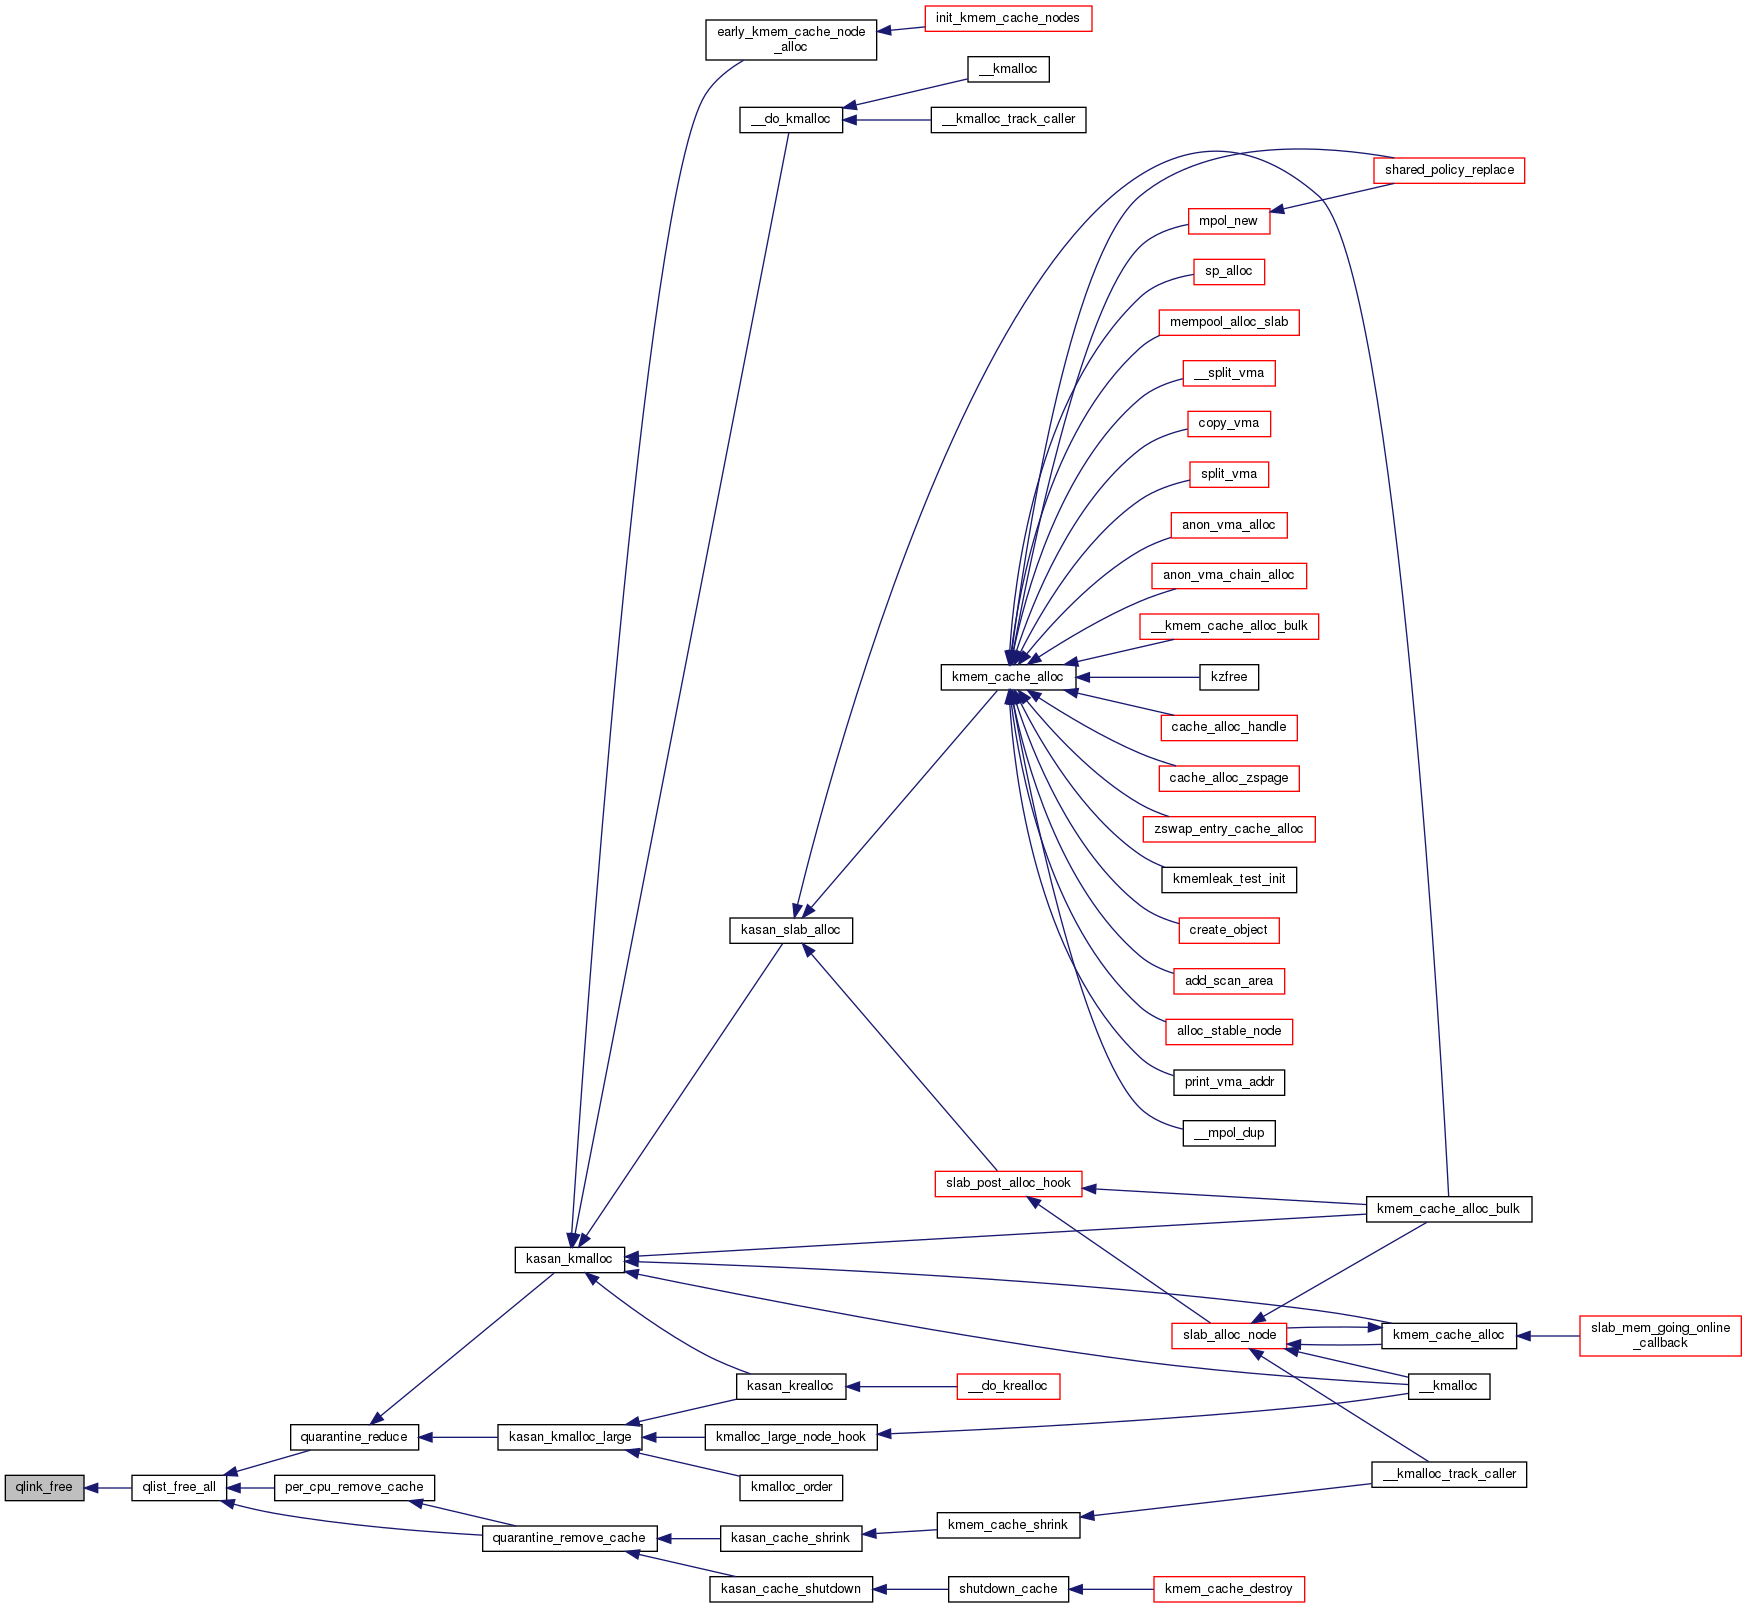 init_kmem_cache_nodes
early_kmem_cache_node
_alloc
__kmalloc
__do_kmalloc
__kmalloc_track_caller
shared_policy_replace
mpol_new
sp_alloc
mempool_alloc_slab
__split_vma
copy_vma
split_vma
anon_vma_alloc
anon_vma_chain_alloc
__kmem_cache_alloc_bulk
kmem_cache_alloc
kzfree
cache_alloc_handle
cache_alloc_zspage
zswap_entry_cache_alloc
kmemleak_test_init
kasan_slab_alloc
create_object
add_scan_area
alloc_stable_node
print_vma_addr
__mpol_dup
slab_post_alloc_hook
kmem_cache_alloc_bulk
kasan_kmalloc
slab_alloc_node
kmem_cache_alloc
slab_mem_going_online
_callback
kasan_krealloc
__do_krealloc
__kmalloc
quarantine_reduce
kasan_kmalloc_large
kmalloc_large_node_hook
__kmalloc_track_caller
qlink_free
qlist_free_all
per_cpu_remove_cache
kmalloc_order
quarantine_remove_cache
kasan_cache_shrink
kmem_cache_shrink
kasan_cache_shutdown
shutdown_cache
kmem_cache_destroy